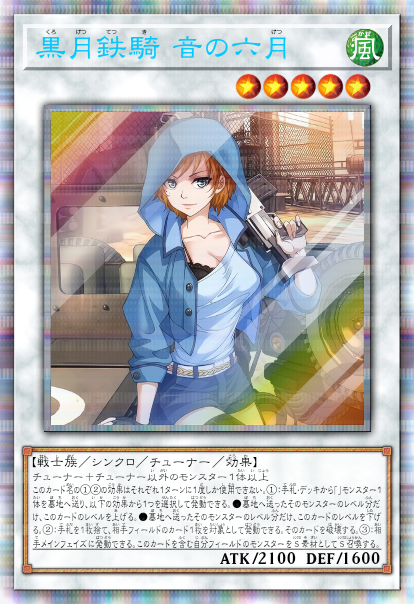 黒月鉄騎 音の六月
風
【戦士族／シンクロ／チューナー／効果】
チューナー＋チューナー以外のモンスター1体以上
このカード名の①②の効果はそれぞれ1ターンに1度しか使用できない。①：手札・デッキから「」モンスター1
体を墓地へ送り、以下の効果から1つを選択して発動できる。●墓地へ送ったそのモンスターのレベル分だ
け、このカードのレベルを上げる。●墓地へ送ったそのモンスターのレベル分だけ、このカードのレベルを下げ
る。②：手札を1枚捨て、相手フィールドのカード1枚を対象として発動できる。そのカードを破壊する。③：相
手メインフェイズに発動できる。このカードを含む自分フィールドのモンスターをS素材としてS召喚する。
ATK/2100 DEF/1600